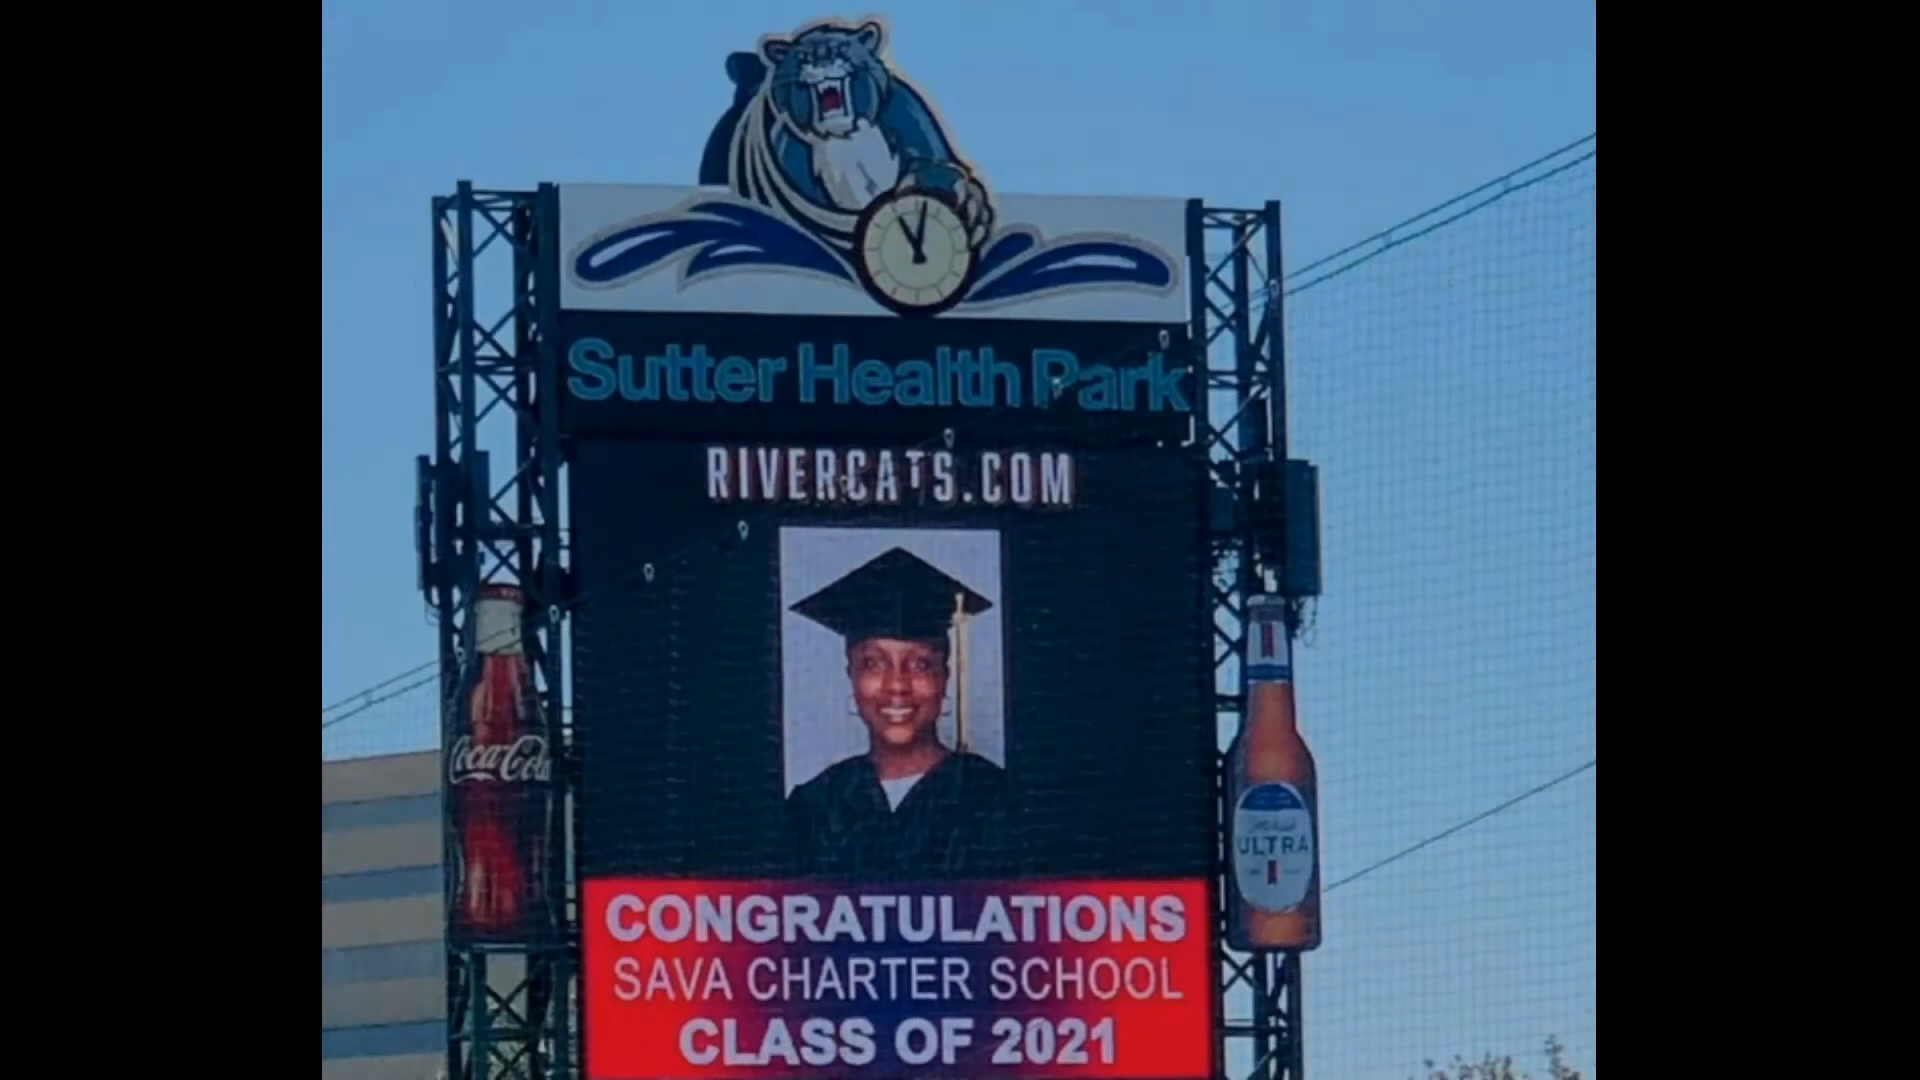 Sutter Health Park
RIVERCATS.COM
Coca-Cola
ULTRA
CONGRATULATIONS
SAVA CHARTER SCHOOL
CLASS OF 2021